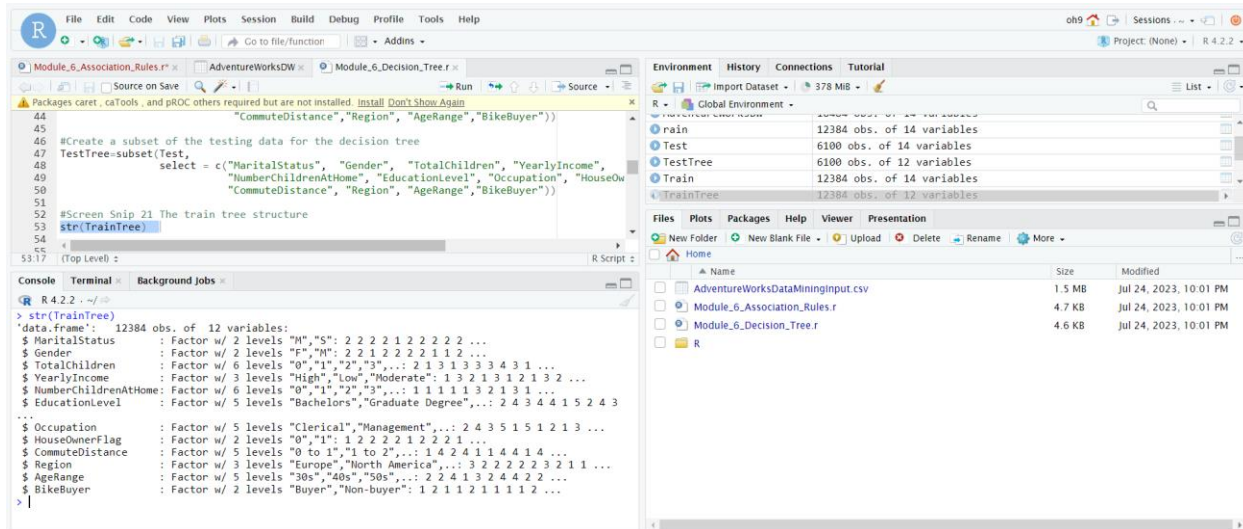 File Edit Code View Plots Session Build Debug Profile Tools Help
oh9 Sessions
R
Go to file/function Addins
Project: (None) R 4.2.2
Module_6_Association_Rules.r* × AdventureWorksDW × Module_6_Decision_Tree.r ×
Source on Save Run Source
Packages caret , caTools , and pROC others required but are not installed. Install Don't Show Again
44 "CommuteDistance","Region", "AgeRange","BikeBuyer"))
45
46 #Create a subset of the testing data for the decision tree
47 TestTree=subset(Test,
48 select = c("MaritalStatus", "Gender", "TotalChildren", "YearlyIncome",
49 "NumberChildrenAtHome", "EducationLevel", "Occupation", "HouseOw
50 "CommuteDistance", "Region", "AgeRange","BikeBuyer"))
51
52 #Screen Snip 21 The train tree structure
53 str(TrainTree)
54
55
53:17 (Top Level) R Script
Console Terminal × Background Jobs ×
R 4.2.2 · ~/
> str(TrainTree)
'data.frame': 12384 obs. of 12 variables:
$ MaritalStatus : Factor w/ 2 levels "M","S": 2 2 2 2 1 2 2 2 2 2 ...
$ Gender : Factor w/ 2 levels "F","M": 2 2 1 2 2 2 2 1 1 2 ...
$ TotalChildren : Factor w/ 6 levels "0","1","2","3",..: 2 1 3 1 3 3 3 4 3 1 ...
$ YearlyIncome : Factor w/ 3 levels "High","Low","Moderate": 1 3 2 1 3 1 2 1 3 2 ...
$ NumberChildrenAtHome: Factor w/ 6 levels "0","1","2","3",..: 1 1 1 1 1 3 2 1 3 1 ...
$ EducationLevel : Factor w/ 5 levels "Bachelors","Graduate Degree",..: 2 4 3 4 4 1 5 2 4 3
...
$ Occupation : Factor w/ 5 levels "Clerical","Management",..: 2 4 3 5 1 5 1 2 1 3 ...
$ HouseOwnerFlag : Factor w/ 2 levels "0","1": 1 2 2 2 2 1 2 2 2 1 ...
$ CommuteDistance : Factor w/ 5 levels "0 to 1","1 to 2",..: 1 4 2 4 1 1 4 4 1 4 ...
$ Region : Factor w/ 3 levels "Europe","North America",..: 3 2 2 2 2 2 3 2 1 1 ...
$ AgeRange : Factor w/ 5 levels "30s","40s","50s",..: 2 2 4 1 3 2 4 4 2 2 ...
$ BikeBuyer : Factor w/ 2 levels "Buyer","Non-buyer": 1 2 1 1 2 1 1 1 1 2 ...
>
Environment History Connections Tutorial
Import Dataset 378 MiB List
R Global Environment
rain 12384 obs. of 14 variables
Test 6100 obs. of 14 variables
TestTree 6100 obs. of 12 variables
Train 12384 obs. of 14 variables
TrainTree 12384 obs. of 12 variables
Files Plots Packages Help Viewer Presentation
New Folder New Blank File Upload Delete Rename More
Home
Name Size Modified
AdventureWorksDataMiningInput.csv 1.5 MB Jul 24, 2023, 10:01 PM
Module_6_Association_Rules.r 4.7 KB Jul 24, 2023, 10:01 PM
Module_6_Decision_Tree.r 4.6 KB Jul 24, 2023, 10:01 PM
R